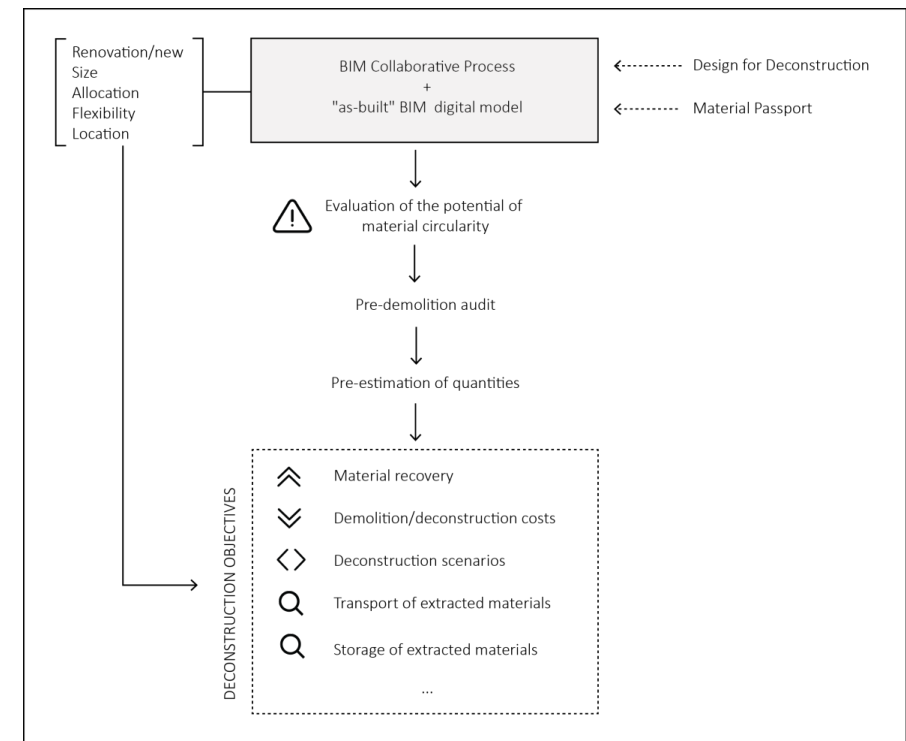 Renovation/new
Size
Allocation
Flexibility
Location
BIM Collaborative Process
+
"as-built" BIM digital model
Design for Deconstruction
Material Passport
Evaluation of the potential of
material circularity
Pre-demolition audit
Pre-estimation of quantities
DECONSTRUCTION OBJECTIVES
Material recovery
Demolition/deconstruction costs
Deconstruction scenarios
Transport of extracted materials
Storage of extracted materials
...